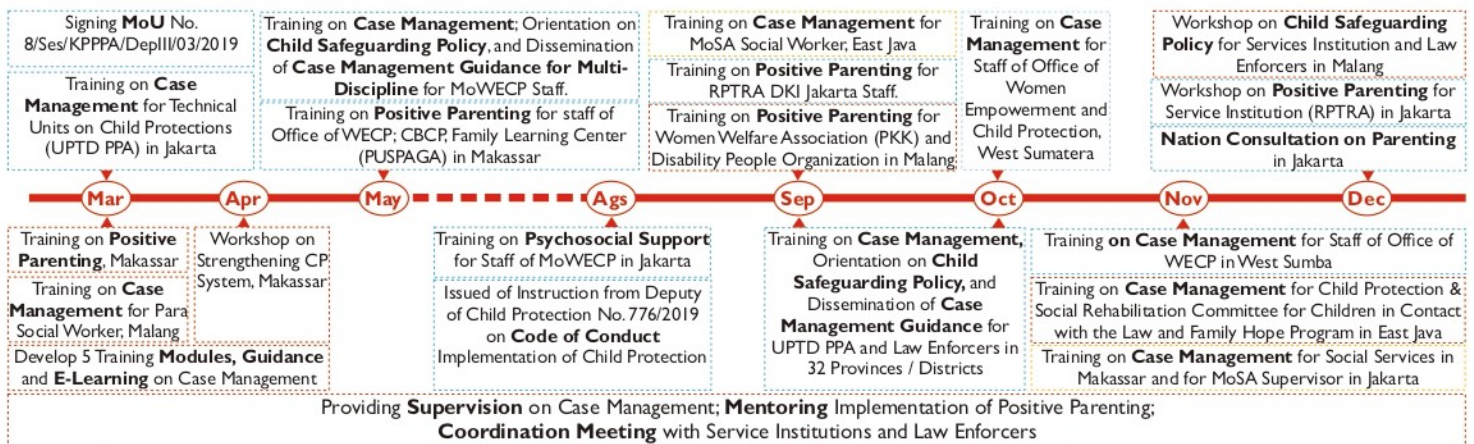 Signing MoU No.
8/Ses/KPPPA/DepIII/03/2019
Training on Case
Management for Technical
Units on Child Protections
(UPTD PPA) in Jakarta
Training on Case Management; Orientation on
Child Safeguarding Policy, and Dissemination
of Case Management Guidance for Multi-
Discipline for MoWECP Staff.
Training on Positive Parenting for staff of
Office of WECP; CBCP, Family Learning Center
(PUSPAGA) in Makassar
Training on Case Management for
MoSA Social Worker, East Java
Training on Positive Parenting for
RPTRA DKI Jakarta Staff.
Training on Positive Parenting for
Women Welfare Association (PKK) and
Disability People Organization in Malang
Training on Case
Management for
Staff of Office of
Women
Empowerment and
Child Protection,
West Sumatera
Workshop on Child Safeguarding
Policy for Services Institution and Law
Enforcers in Malang
Workshop on Positive Parenting for
Service Institution (RPTRA) in Jakarta
Nation Consultation on Parenting
in Jakarta
Mar
Apr
May
Ags
Sep
Oct
Nov
Dec
Training on Positive
Parenting, Makassar
Training on Case
Management for Para
Social Worker, Malang
Workshop on
Strengthening CP
System, Makassar
Develop 5 Training Modules, Guidance
and E-Learning on Case Management
Training on Psychosocial Support
for Staff of MoWECP in Jakarta
Issued of Instruction from Deputy
of Child Protection No. 776/2019
on Code of Conduct
Implementation of Child Protection
Training on Case Management,
Orientation on Child
Safeguarding Policy, and
Dissemination of Case
Management Guidance for
UPTD PPA and Law Enforcers in
32 Provinces / Districts
Training on Case Management for Staff of Office of
WECP in West Sumba
Training on Case Management for Child Protection &
Social Rehabilitation Committee for Children in Contact
with the Law and Family Hope Program in East Java
Training on Case Management for Social Services in
Makassar and for MoSA Supervisor in Jakarta
Providing Supervision on Case Management; Mentoring Implementation of Positive Parenting;
Coordination Meeting with Service Institutions and Law Enforcers